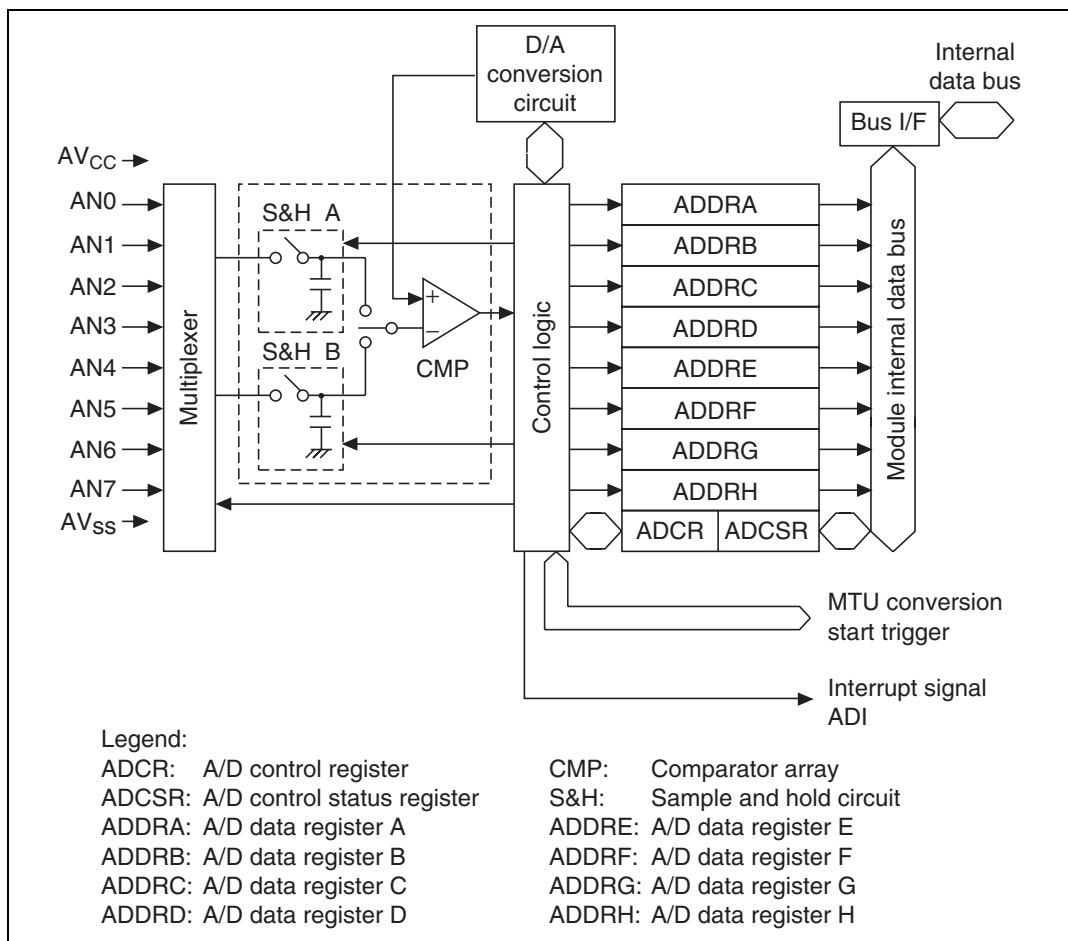 D/A
conversion
circuit
Internal
data bus
Bus I/F
AVCC
AN0
AN1
AN2
AN3
AN4
AN5
AN6
AN7
AVSS
Multiplexer
S&H A
S&H B
+
−
CMP
Control logic
ADDRA
ADDRB
ADDRC
ADDRD
ADDRE
ADDRF
ADDRG
ADDRH
ADCR
ADCSR
Module internal data bus
MTU conversion
start trigger
Interrupt signal
ADI
Legend:
ADCR: A/D control register
ADCSR: A/D control status register
ADDRA: A/D data register A
ADDRB: A/D data register B
ADDRC: A/D data register C
ADDRD: A/D data register D
CMP: Comparator array
S&H: Sample and hold circuit
ADDRE: A/D data register E
ADDRF: A/D data register F
ADDRG: A/D data register G
ADDRH: A/D data register H